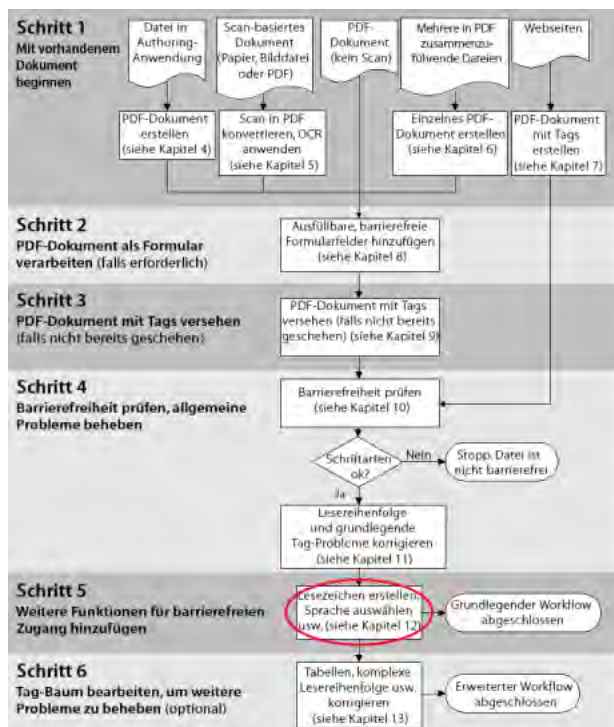 Schritt 1
Mit vorhandenem
Dokument
beginnen
Datei in
Authoring-
Anwendung
Scan-basiertes
Dokument
(Papier, Bilddatei
oder PDF)
PDF-
Dokument
(kein Scan)
Mehrere in PDF
zusammenzu-
führende Dateien
Webseiten
PDF-Dokument
erstellen
(siehe Kapitel 4)
Scan in PDF
konvertieren, OCR
anwenden
(siehe Kapitel 5)
Einzelnes PDF-
Dokument erstellen
(siehe Kapitel 6)
PDF-Dokument
mit Tags
erstellen
(siehe Kapitel 7)
Schritt 2
PDF-Dokument als Formular
verarbeiten (falls erforderlich)
Ausfüllbare, barrierefreie
Formularfelder hinzufügen
(siehe Kapitel 8)
Schritt 3
PDF-Dokument mit Tags versehen
(falls nicht bereits geschehen)
PDF-Dokument mit Tags
versehen (falls nicht bereits
geschehen) (siehe Kapitel 9)
Schritt 4
Barrierefreiheit prüfen, allgemeine
Probleme beheben
Barrierefreiheit prüfen
(siehe Kapitel 10)
Schriftarten
ok?
Nein
Stopp. Datei ist
nicht barrierefrei
Ja
Lesereihenfolge
und grundlegende
Tag-Probleme korrigieren
(siehe Kapitel 11)
Schritt 5
Weitere Funktionen für barrierefreien
Zugang hinzufügen
Lesezeichen erstellen,
Sprache auswählen
usw. (siehe Kapitel 12)
Grundlegender Workflow
abgeschlossen
Schritt 6
Tag-Baum bearbeiten, um weitere
Probleme zu beheben (optional)
Tabellen, komplexe
Lesereihenfolge usw.
korrigieren
(siehe Kapitel 13)
Erweiterter Workflow
abgeschlossen